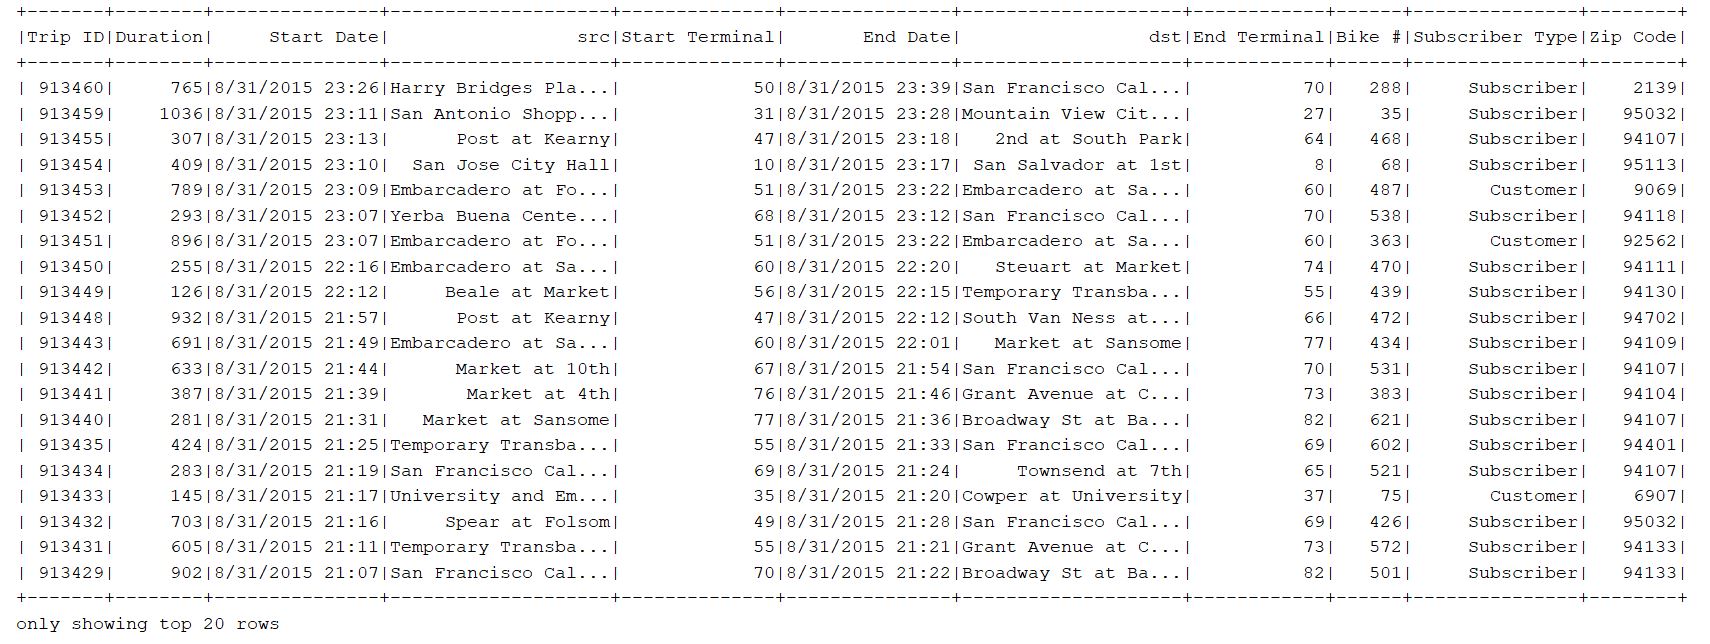 +-------+--------+---------------+--------------------+--------------+---------------+--------------------+------------+------+---------------+--------+
|Trip ID|Duration|     Start Date|                 src|Start Terminal|       End Date|                 dst|End Terminal|Bike #|Subscriber Type|Zip Code|
+-------+--------+---------------+--------------------+--------------+---------------+--------------------+------------+------+---------------+--------+
| 913460|     765|8/31/2015 23:26|Harry Bridges Pla...|            50|8/31/2015 23:39|San Francisco Cal...|          70|   288|     Subscriber|    2139|
| 913459|    1036|8/31/2015 23:11|San Antonio Shopp...|            31|8/31/2015 23:28|Mountain View Cit...|          27|    35|     Subscriber|   95032|
| 913455|     307|8/31/2015 23:13|      Post at Kearny|            47|8/31/2015 23:18|   2nd at South Park|          64|   468|     Subscriber|   94107|
| 913454|     409|8/31/2015 23:10|  San Jose City Hall|            10|8/31/2015 23:17| San Salvador at 1st|           8|    68|     Subscriber|   95113|
| 913453|     789|8/31/2015 23:09|Embarcadero at Fo...|            51|8/31/2015 23:22|Embarcadero at Sa...|          60|   487|       Customer|    9069|
| 913452|     293|8/31/2015 23:07|Yerba Buena Cente...|            68|8/31/2015 23:12|San Francisco Cal...|          70|   538|     Subscriber|   94118|
| 913451|     896|8/31/2015 23:07|Embarcadero at Fo...|            51|8/31/2015 23:22|Embarcadero at Sa...|          60|   363|       Customer|   92562|
| 913450|     255|8/31/2015 22:16|Embarcadero at Sa...|            60|8/31/2015 22:20|   Steuart at Market|          74|   470|     Subscriber|   94111|
| 913449|     126|8/31/2015 22:12|     Beale at Market|            56|8/31/2015 22:15|Temporary Transba...|          55|   439|     Subscriber|   94130|
| 913448|     932|8/31/2015 21:57|      Post at Kearny|            47|8/31/2015 22:12|South Van Ness at...|          66|   472|     Subscriber|   94702|
| 913443|     691|8/31/2015 21:49|Embarcadero at Sa...|            60|8/31/2015 22:01|   Market at Sansome|          77|   434|     Subscriber|   94109|
| 913442|     633|8/31/2015 21:44|      Market at 10th|            67|8/31/2015 21:54|San Francisco Cal...|          70|   531|     Subscriber|   94107|
| 913441|     387|8/31/2015 21:39|       Market at 4th|            76|8/31/2015 21:46|Grant Avenue at C...|          73|   383|     Subscriber|   94104|
| 913440|     281|8/31/2015 21:31|   Market at Sansome|            77|8/31/2015 21:36|Broadway St at Ba...|          82|   621|     Subscriber|   94107|
| 913435|     424|8/31/2015 21:25|Temporary Transba...|            55|8/31/2015 21:33|San Francisco Cal...|          69|   602|     Subscriber|   94401|
| 913434|     283|8/31/2015 21:19|San Francisco Cal...|            69|8/31/2015 21:24|     Townsend at 7th|          65|   521|     Subscriber|   94107|
| 913433|     145|8/31/2015 21:17|University and Em...|            35|8/31/2015 21:20|Cowper at University|          37|    75|       Customer|    6907|
| 913432|     703|8/31/2015 21:16|     Spear at Folsom|            49|8/31/2015 21:28|San Francisco Cal...|          69|   426|     Subscriber|   95032|
| 913431|     605|8/31/2015 21:11|Temporary Transba...|            55|8/31/2015 21:21|Grant Avenue at C...|          73|   572|     Subscriber|   94133|
| 913429|     902|8/31/2015 21:07|San Francisco Cal...|            70|8/31/2015 21:22|Broadway St at Ba...|          82|   501|     Subscriber|   94133|
+-------+--------+---------------+--------------------+--------------+---------------+--------------------+------------+------+---------------+--------+
only showing top 20 rows